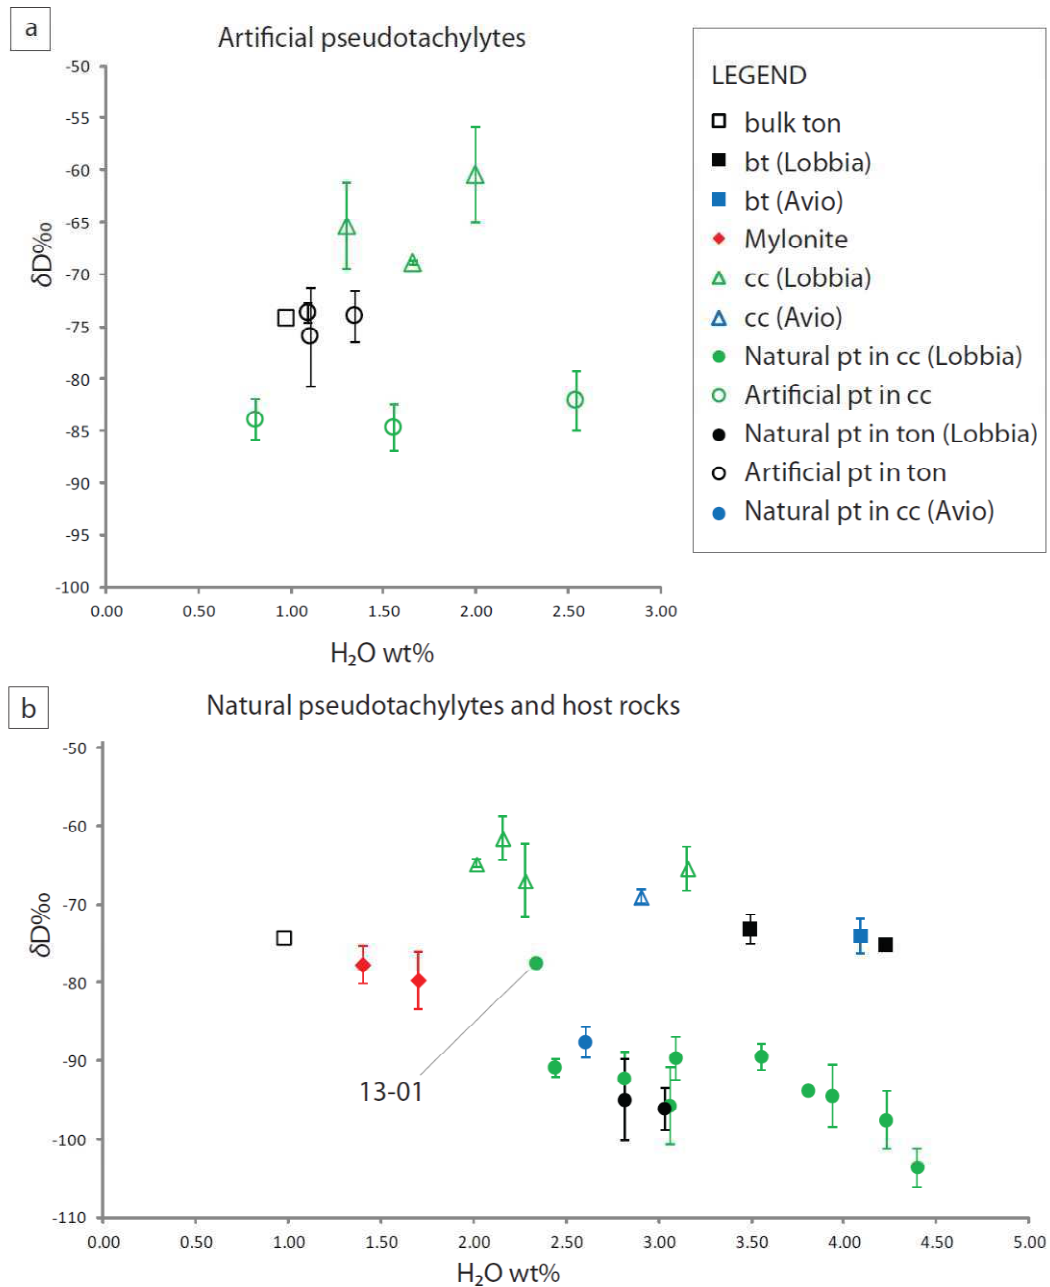 a
Artificial pseudotachylytes
-50
-55
-60
-65
-70
-75
-80
-85
-90
-95
-100
δD‰
0.00 0.50 1.00 1.50 2.00 2.50 3.00
H₂O wt%
LEGEND
bulk ton
bt (Lobbia)
bt (Avio)
Mylonite
cc (Lobbia)
cc (Avio)
Natural pt in cc (Lobbia)
Artificial pt in cc
Natural pt in ton (Lobbia)
Artificial pt in ton
Natural pt in cc (Avio)
b
Natural pseudotachylytes and host rocks
-50
-60
-70
-80
-90
-100
-110
δD‰
13-01
0.00 0.50 1.00 1.50 2.00 2.50 3.00 3.50 4.00 4.50 5.00
H₂O wt%